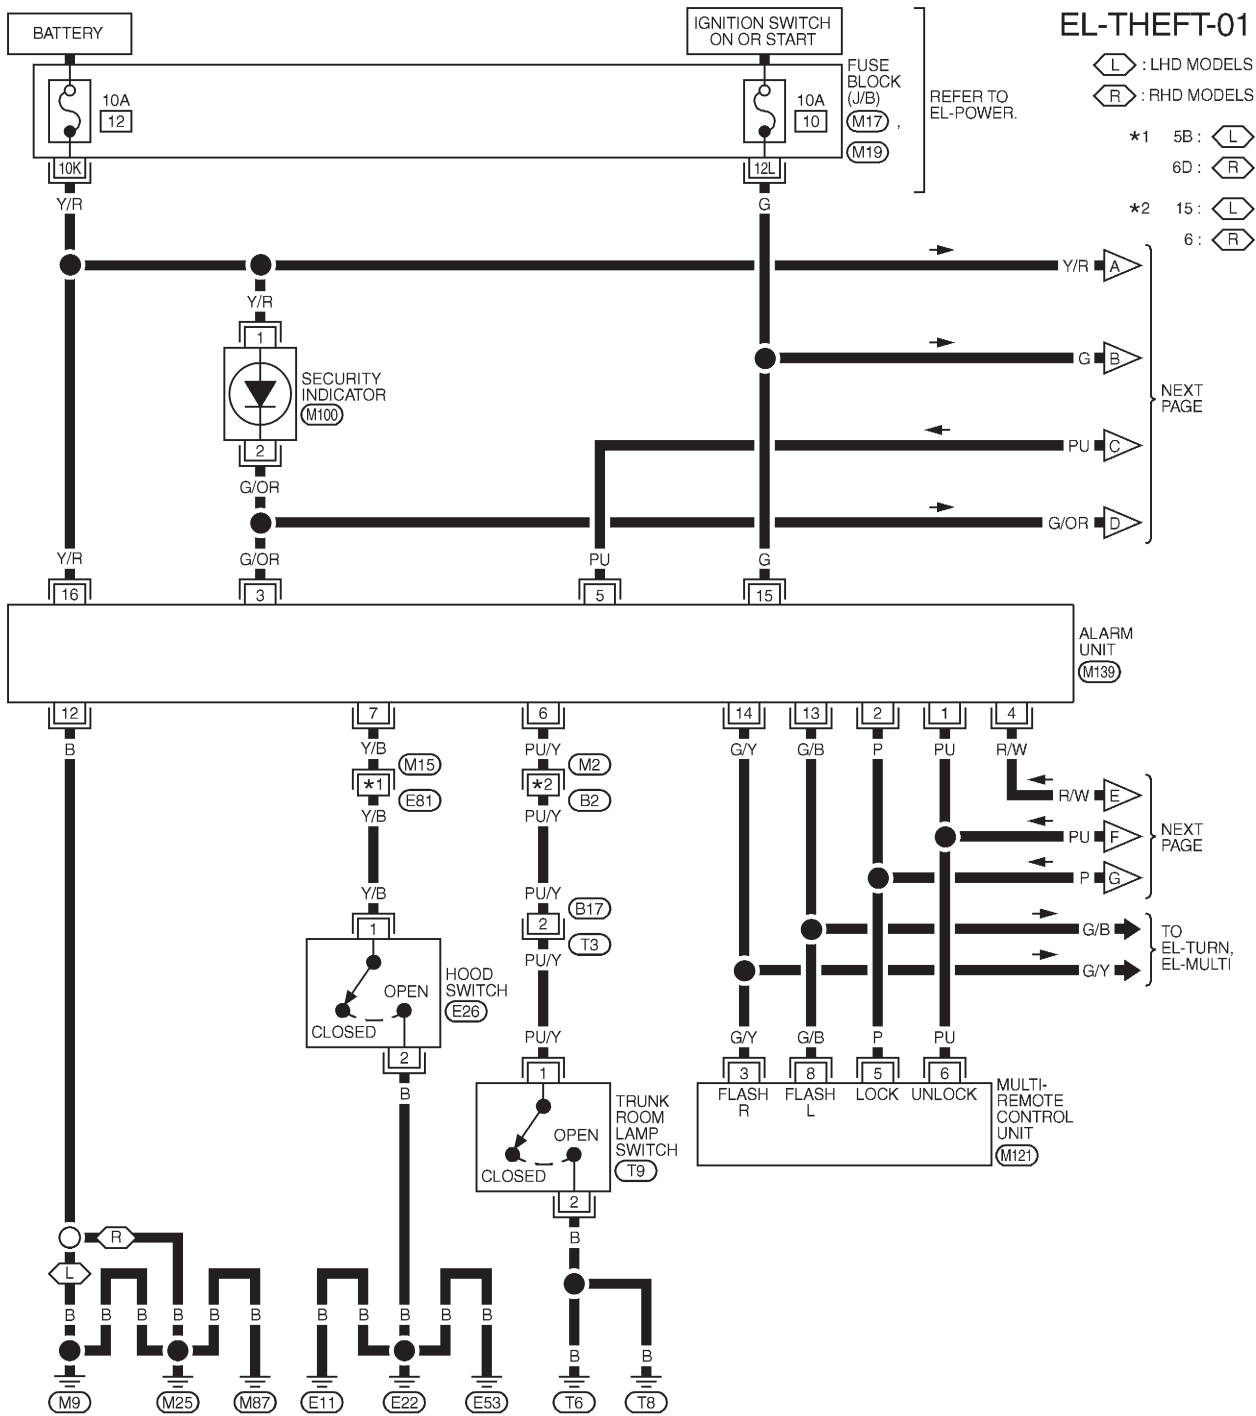 EL-THEFT-01
BATTERY
IGNITION SWITCH
ON OR START
L : LHD MODELS
R : RHD MODELS
*1 5B : L
6D : R
*2 15 : L
6 : R
10A
12
10A
10
FUSE
BLOCK
(J/B)
M17 ,
M19
REFER TO
EL-POWER.
10K
12L
Y/R
G
Y/R A
Y/R
1
G B
SECURITY
INDICATOR
M100
NEXT
PAGE
2
PU C
G/OR
G/OR D
Y/R
G/OR
PU
G
16
3
5
15
ALARM
UNIT
M139
12
7
6
14
13
2
1
4
B
Y/B
PU/Y
G/Y
G/B
P
PU
R/W
M15
M2
*1
*2
R/W E
E81
B2
Y/B
PU/Y
PU F
NEXT
PAGE
P G
Y/B
PU/Y
B17
1
2
G/B
TO
EL-TURN,
EL-MULTI
T3
PU/Y
G/Y
HOOD
SWITCH
E26
OPEN
CLOSED
PU/Y
G/Y
G/B
P
PU
2
1
3
8
5
6
B
FLASH
R
FLASH
L
LOCK
UNLOCK
MULTI-
REMOTE
CONTROL
UNIT
M121
TRUNK
ROOM
LAMP
SWITCH
T9
OPEN
CLOSED
2
R
B
L
B
B
B
B
B
B
B
B
B
B
B
B
B
M9
M25
M87
E11
E22
E53
T6
T8